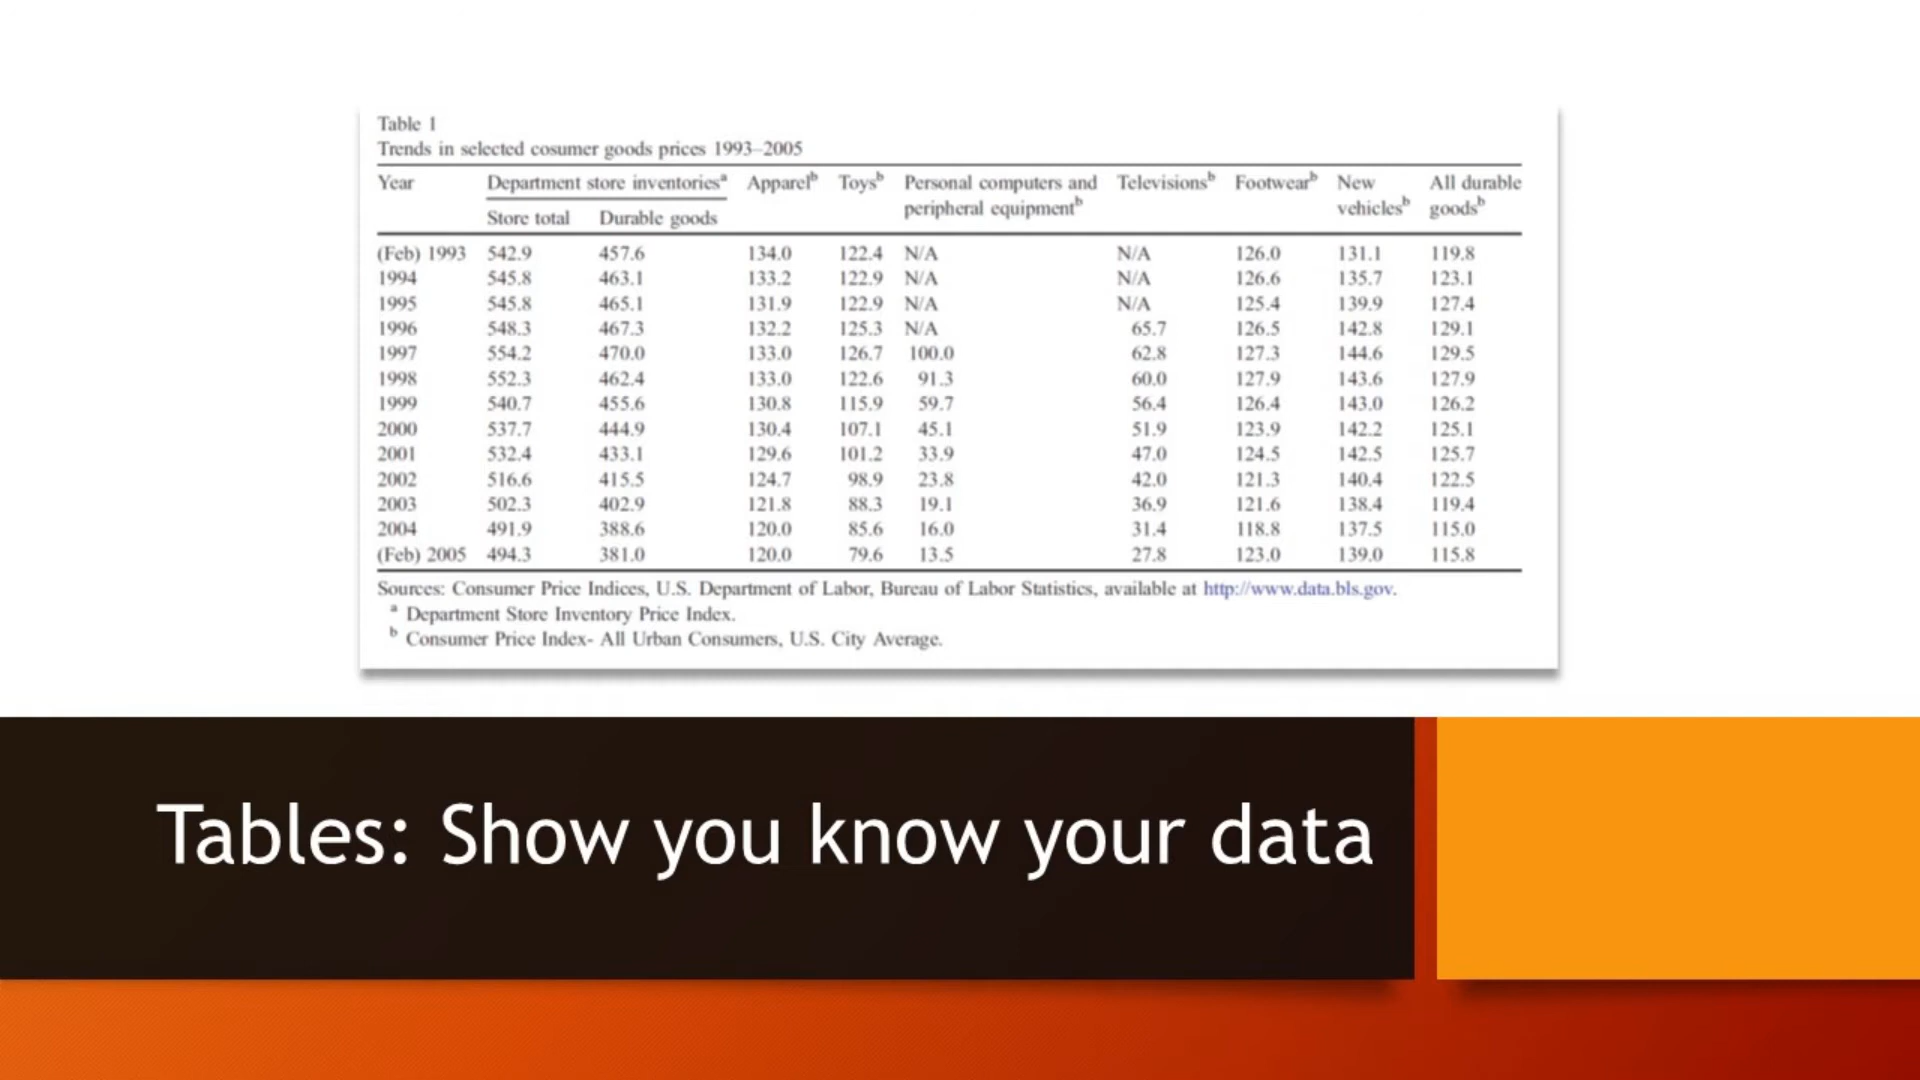 Table 1
Trends in selected cosumer goods prices 1993–2005
Year Department store inventoriesᵃ Apparelᵇ Toysᵇ Personal computers and Televisionsᵇ Footwearᵇ New All durable
peripheral equipmentᵇ vehiclesᵇ goodsᵇ
Store total Durable goods
(Feb) 1993 542.9 457.6 134.0 122.4 N/A N/A 126.0 131.1 119.8
1994 545.8 463.1 133.2 122.9 N/A N/A 126.6 135.7 123.1
1995 545.8 465.1 131.9 122.9 N/A N/A 125.4 139.9 127.4
1996 548.3 467.3 132.2 125.3 N/A 65.7 126.5 142.8 129.1
1997 554.2 470.0 133.0 126.7 100.0 62.8 127.3 144.6 129.5
1998 552.3 462.4 133.0 122.6 91.3 60.0 127.9 143.6 127.9
1999 540.7 455.6 130.8 115.9 59.7 56.4 126.4 143.0 126.2
2000 537.7 444.9 130.4 107.1 45.1 51.9 123.9 142.2 125.1
2001 532.4 433.1 129.6 101.2 33.9 47.0 124.5 142.5 125.7
2002 516.6 415.5 124.7 98.9 23.8 42.0 121.3 140.4 122.5
2003 502.3 402.9 121.8 88.3 19.1 36.9 121.6 138.4 119.4
2004 491.9 388.6 120.0 85.6 16.0 31.4 118.8 137.5 115.0
(Feb) 2005 494.3 381.0 120.0 79.6 13.5 27.8 123.0 139.0 115.8
Sources: Consumer Price Indices, U.S. Department of Labor, Bureau of Labor Statistics, available at http://www.data.bls.gov.
ᵃ Department Store Inventory Price Index.
ᵇ Consumer Price Index- All Urban Consumers, U.S. City Average.
Tables: Show you know your data